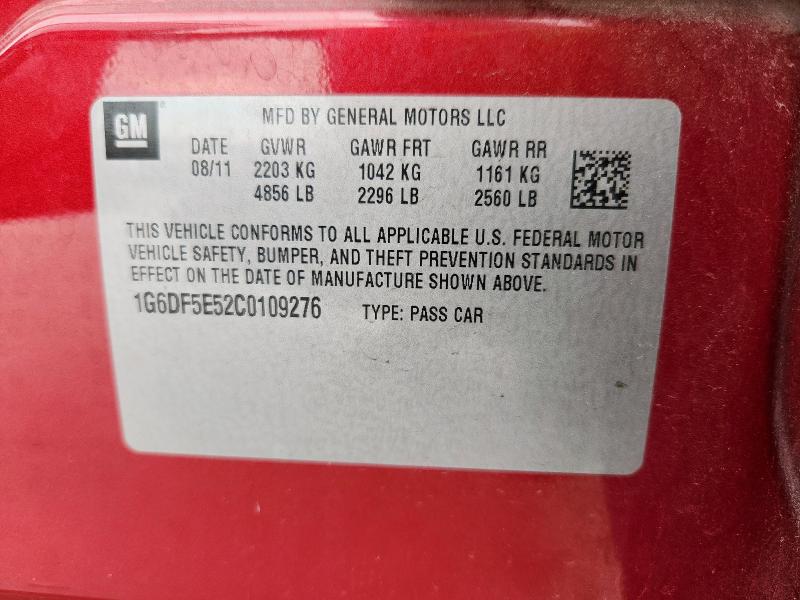 GM
MFD BY GENERAL MOTORS LLC
DATE GVWR GAWR FRT GAWR RR
08/11 2203 KG 1042 KG 1161 KG
4856 LB 2296 LB 2560 LB
THIS VEHICLE CONFORMS TO ALL APPLICABLE U.S. FEDERAL MOTOR
VEHICLE SAFETY, BUMPER, AND THEFT PREVENTION STANDARDS IN
EFFECT ON THE DATE OF MANUFACTURE SHOWN ABOVE.
1G6DF5E52C0109276 TYPE: PASS CAR